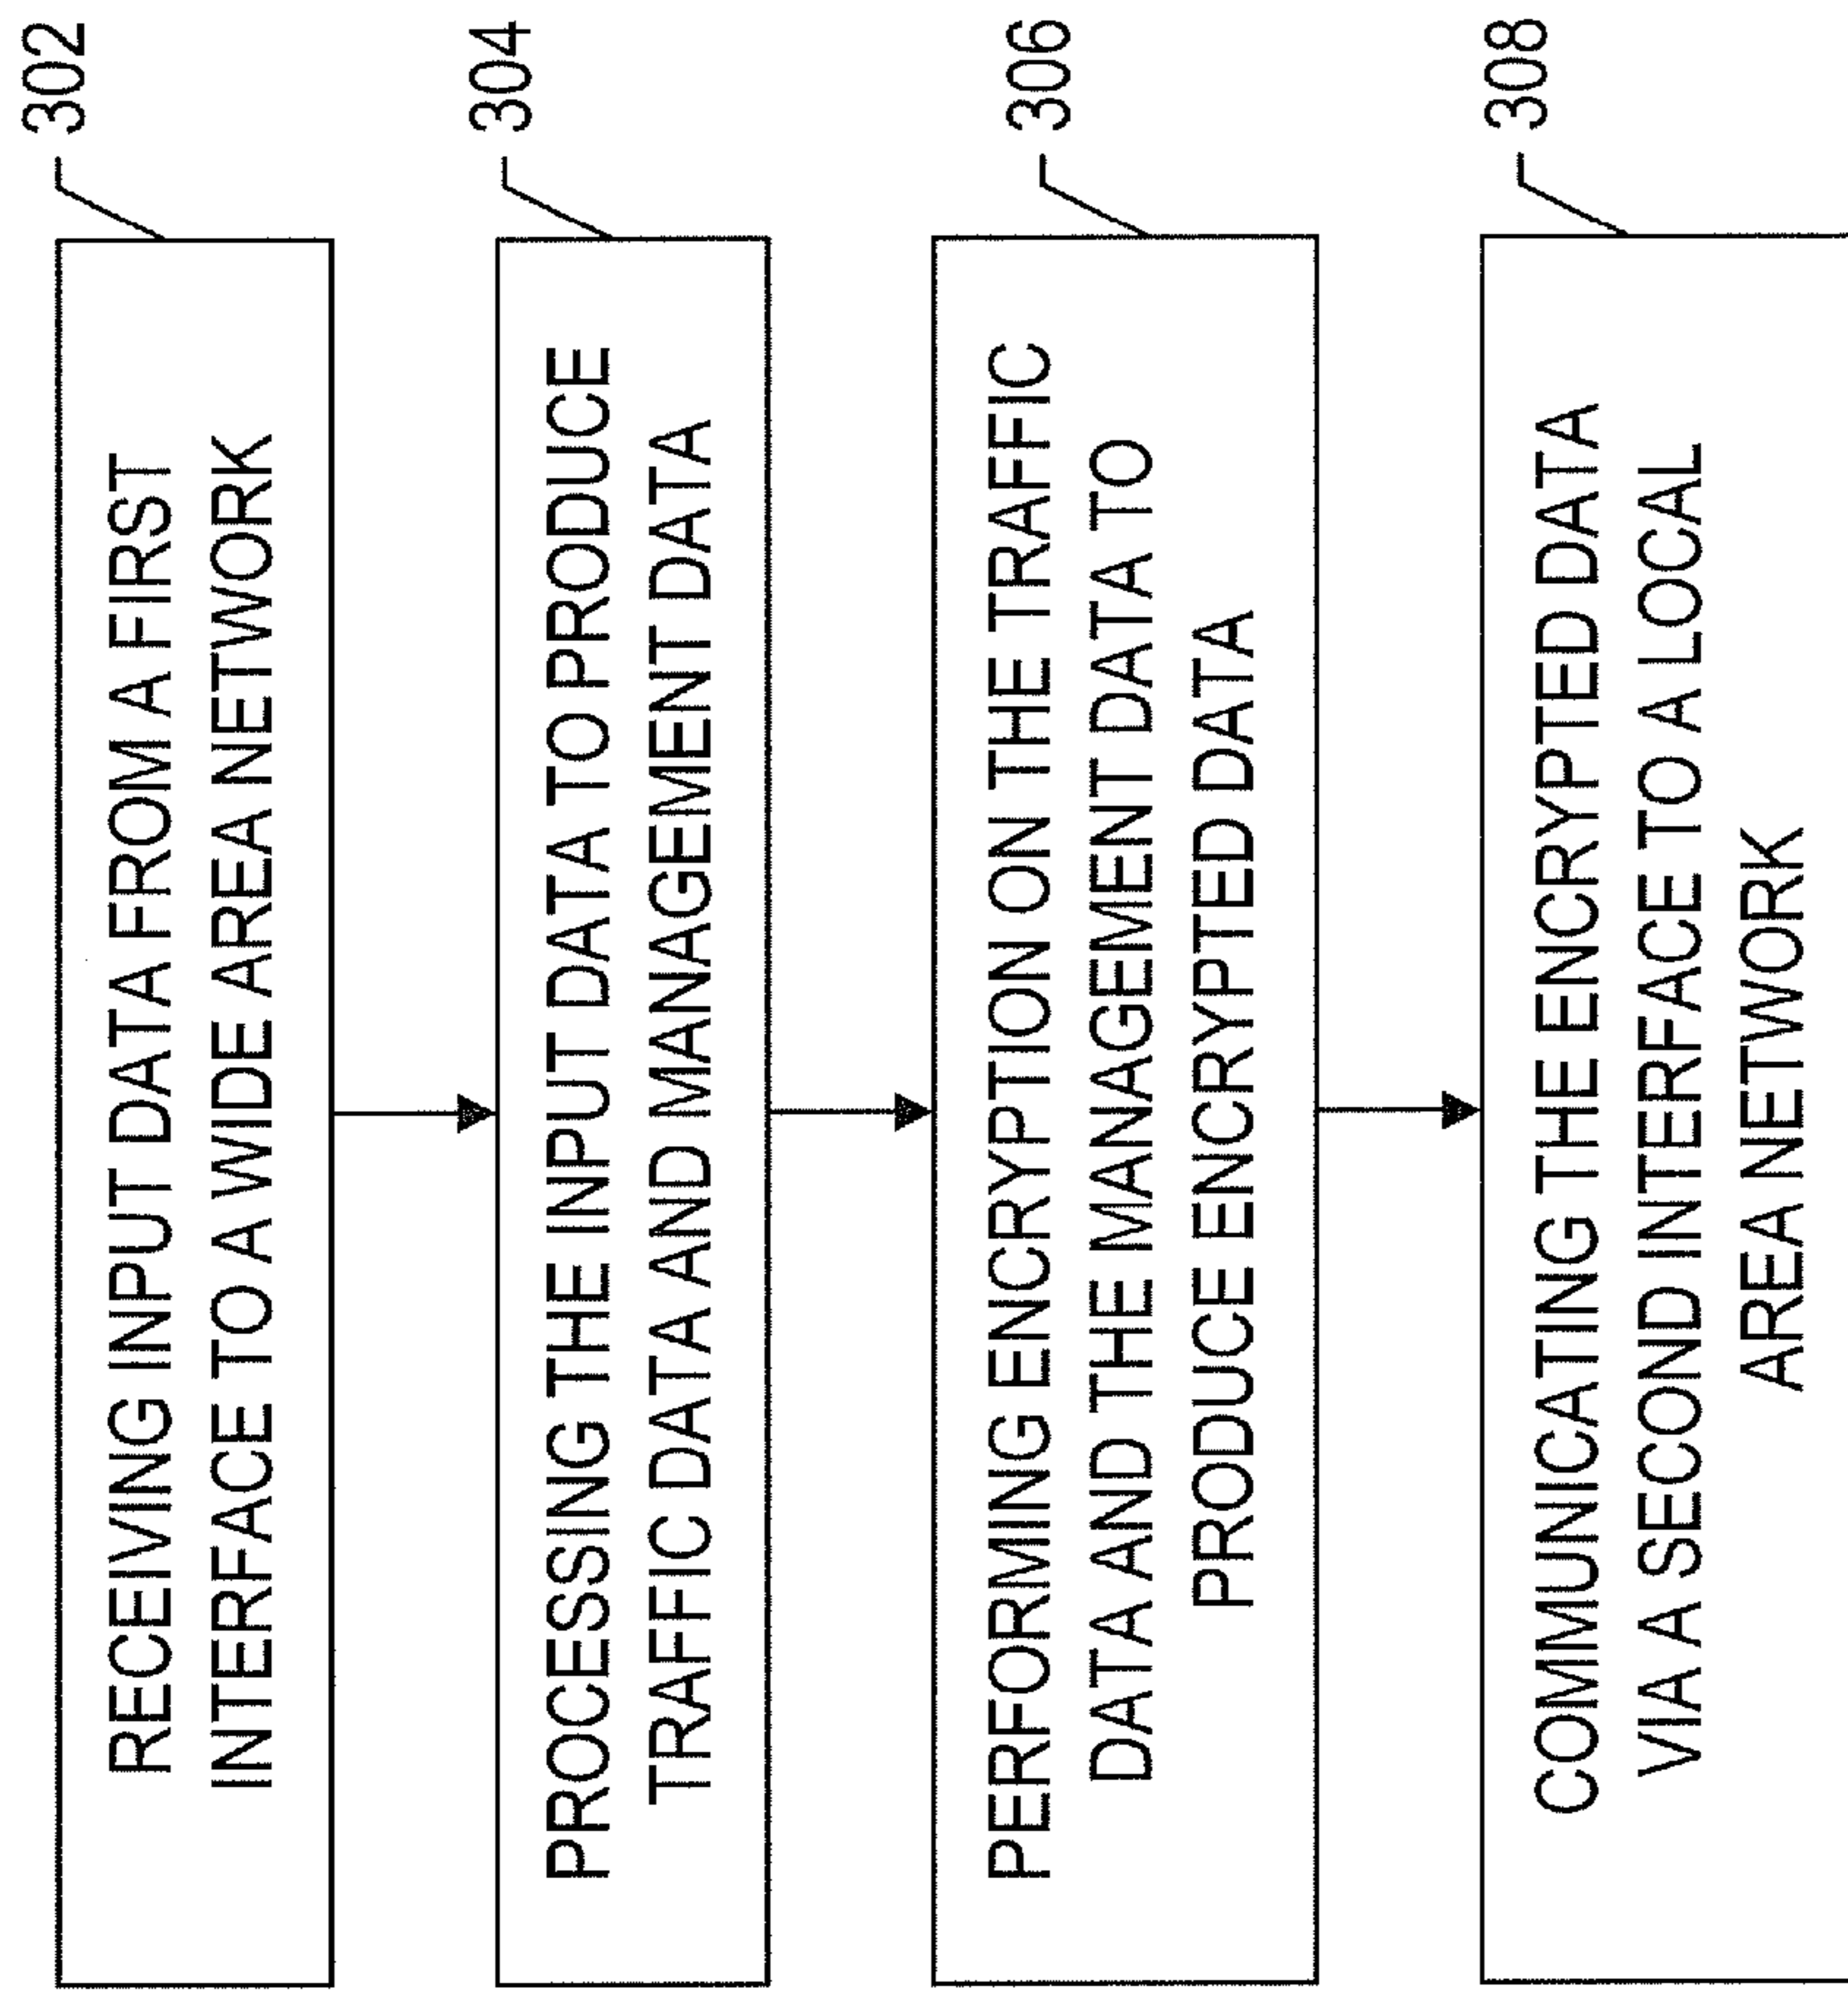 302
RECEIVING INPUT DATA FROM A FIRST
INTERFACE TO A WIDE AREA NETWORK
304
PROCESSING THE INPUT DATA TO PRODUCE
TRAFFIC DATA AND MANAGEMENT DATA
306
PERFORMING ENCRYPTION ON THE TRAFFIC
DATA AND THE MANAGEMENT DATA TO
PRODUCE ENCRYPTED DATA
308
COMMUNICATING THE ENCRYPTED DATA
VIA A SECOND INTERFACE TO A LOCAL
AREA NETWORK